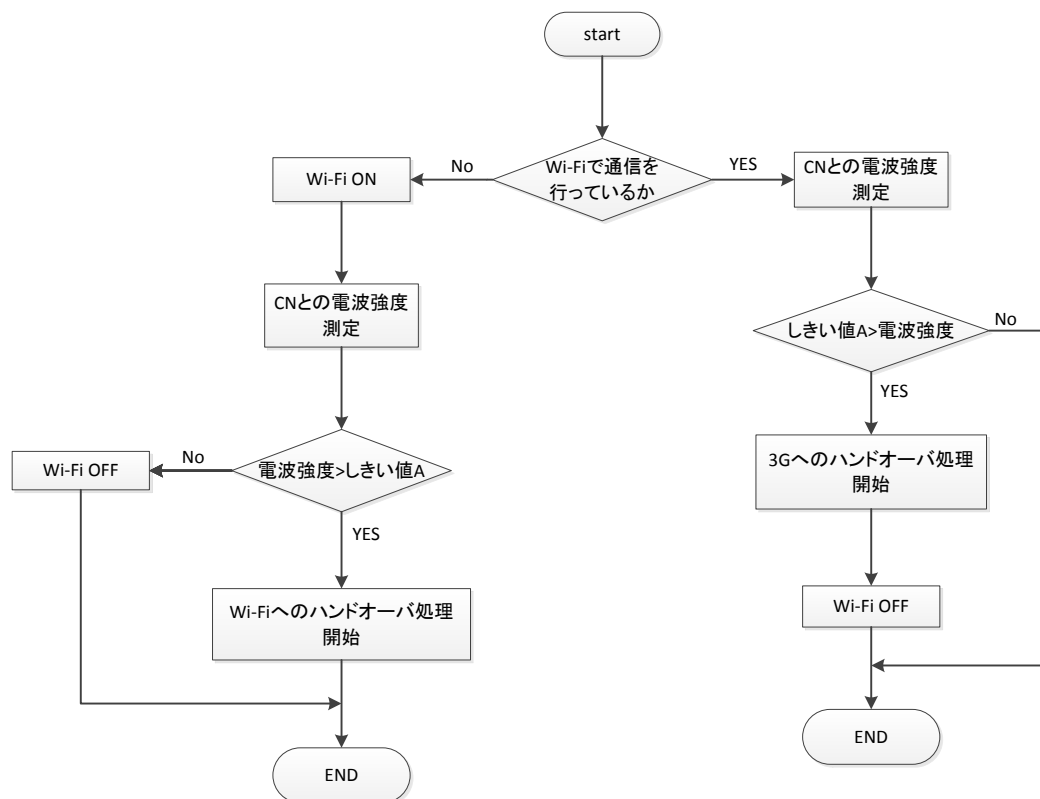 start
Wi-Fiで通信を
行っているか
No
YES
Wi-Fi ON
CNとの電波強度
測定
CNとの電波強度
測定
しきい値A>電波強度
No
YES
電波強度>しきい値A
No
Wi-Fi OFF
YES
3Gへのハンドオーバ処理
開始
Wi-Fiへのハンドオーバ処理
開始
Wi-Fi OFF
END
END